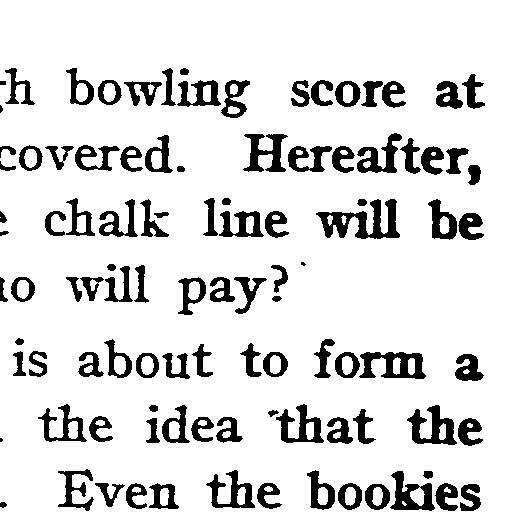 bowling score at
covered. Hereafter,
chalk line will be
will pay?
is about to form a
the idea that the
. Even the bookies